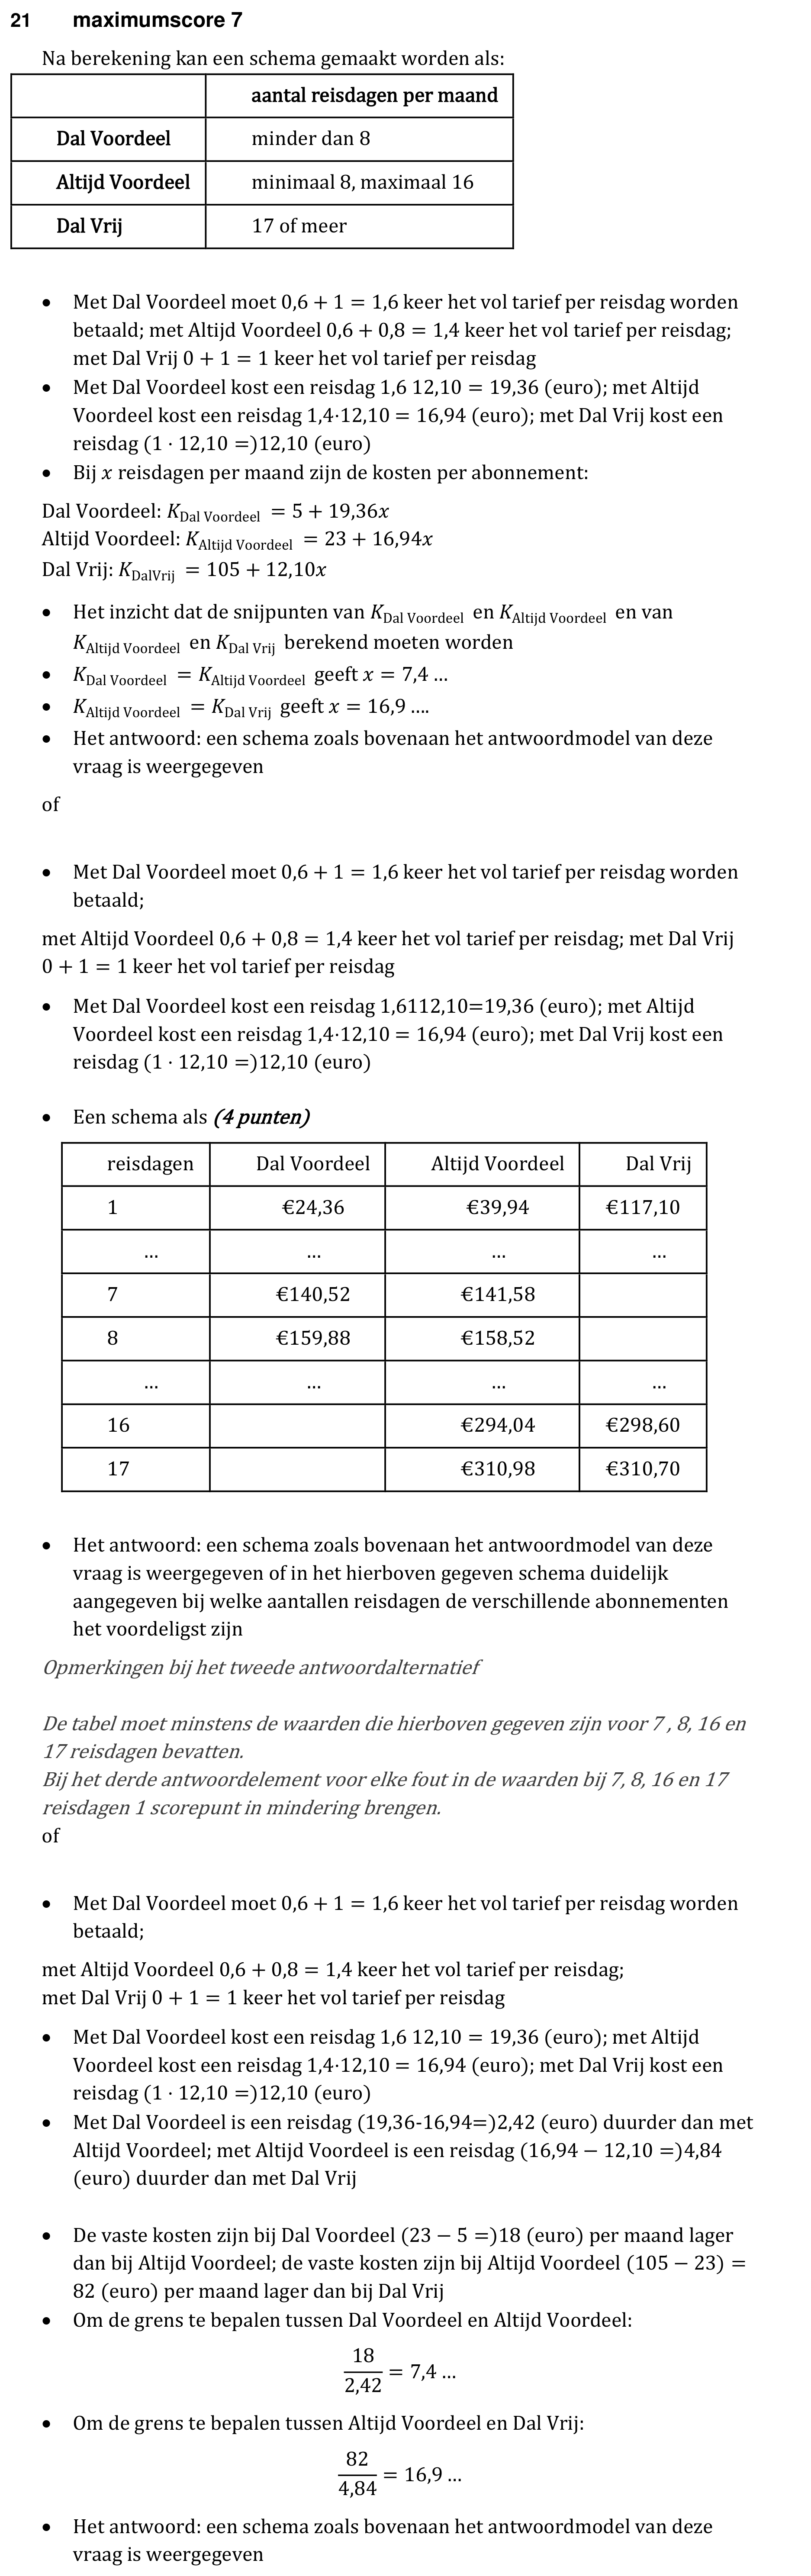 21 maximumscore 7
Na berekening kan een schema gemaakt worden als:
aantal reisdagen per maand
Dal Voordeel minder dan 8
Altijd Voordeel minimaal 8, maximaal 16
Dal Vrij 17 of meer
• Met Dal Voordeel moet 0,6 + 1 = 1,6 keer het vol tarief per reisdag worden
betaald; met Altijd Voordeel 0,6 + 0,8 = 1,4 keer het vol tarief per reisdag;
met Dal Vrij 0 + 1 = 1 keer het vol tarief per reisdag
• Met Dal Voordeel kost een reisdag 1,6 12,10 = 19,36 (euro); met Altijd
Voordeel kost een reisdag 1,4·12,10 = 16,94 (euro); met Dal Vrij kost een
reisdag (1 · 12,10 =)12,10 (euro)
• Bij x reisdagen per maand zijn de kosten per abonnement:
Dal Voordeel: K Dal Voordeel = 5 + 19,36x
Altijd Voordeel: K Altijd Voordeel = 23 + 16,94x
Dal Vrij: K DalVrij = 105 + 12,10x
• Het inzicht dat de snijpunten van K Dal Voordeel en K Altijd Voordeel en van
K Altijd Voordeel en K Dal Vrij berekend moeten worden
• K Dal Voordeel = K Altijd Voordeel geeft x = 7,4 ...
• K Altijd Voordeel = K Dal Vrij geeft x = 16,9 ....
• Het antwoord: een schema zoals bovenaan het antwoordmodel van deze
vraag is weergegeven
of
• Met Dal Voordeel moet 0,6 + 1 = 1,6 keer het vol tarief per reisdag worden
betaald;
met Altijd Voordeel 0,6 + 0,8 = 1,4 keer het vol tarief per reisdag; met Dal Vrij
0 + 1 = 1 keer het vol tarief per reisdag
• Met Dal Voordeel kost een reisdag 1,6112,10=19,36 (euro); met Altijd
Voordeel kost een reisdag 1,4·12,10 = 16,94 (euro); met Dal Vrij kost een
reisdag (1 · 12,10 =)12,10 (euro)
• Een schema als (4 punten)
reisdagen Dal Voordeel Altijd Voordeel Dal Vrij
1 €24,36 €39,94 €117,10
... ... ... ...
7 €140,52 €141,58
8 €159,88 €158,52
... ... ... ...
16 €294,04 €298,60
17 €310,98 €310,70
• Het antwoord: een schema zoals bovenaan het antwoordmodel van deze
vraag is weergegeven of in het hierboven gegeven schema duidelijk
aangegeven bij welke aantallen reisdagen de verschillende abonnementen
het voordeligst zijn
Opmerkingen bij het tweede antwoordalternatief
De tabel moet minstens de waarden die hierboven gegeven zijn voor 7 , 8, 16 en
17 reisdagen bevatten.
Bij het derde antwoordelement voor elke fout in de waarden bij 7, 8, 16 en 17
reisdagen 1 scorepunt in mindering brengen.
of
• Met Dal Voordeel moet 0,6 + 1 = 1,6 keer het vol tarief per reisdag worden
betaald;
met Altijd Voordeel 0,6 + 0,8 = 1,4 keer het vol tarief per reisdag;
met Dal Vrij 0 + 1 = 1 keer het vol tarief per reisdag
• Met Dal Voordeel kost een reisdag 1,6 12,10 = 19,36 (euro); met Altijd
Voordeel kost een reisdag 1,4·12,10 = 16,94 (euro); met Dal Vrij kost een
reisdag (1 · 12,10 =)12,10 (euro)
• Met Dal Voordeel is een reisdag (19,36-16,94=)2,42 (euro) duurder dan met
Altijd Voordeel; met Altijd Voordeel is een reisdag (16,94 − 12,10 =)4,84
(euro) duurder dan met Dal Vrij
• De vaste kosten zijn bij Dal Voordeel (23 − 5 =)18 (euro) per maand lager
dan bij Altijd Voordeel; de vaste kosten zijn bij Altijd Voordeel (105 − 23) =
82 (euro) per maand lager dan bij Dal Vrij
• Om de grens te bepalen tussen Dal Voordeel en Altijd Voordeel:
18
2,42 = 7,4 ...
• Om de grens te bepalen tussen Altijd Voordeel en Dal Vrij:
82
4,84 = 16,9 ...
• Het antwoord: een schema zoals bovenaan het antwoordmodel van deze
vraag is weergegeven